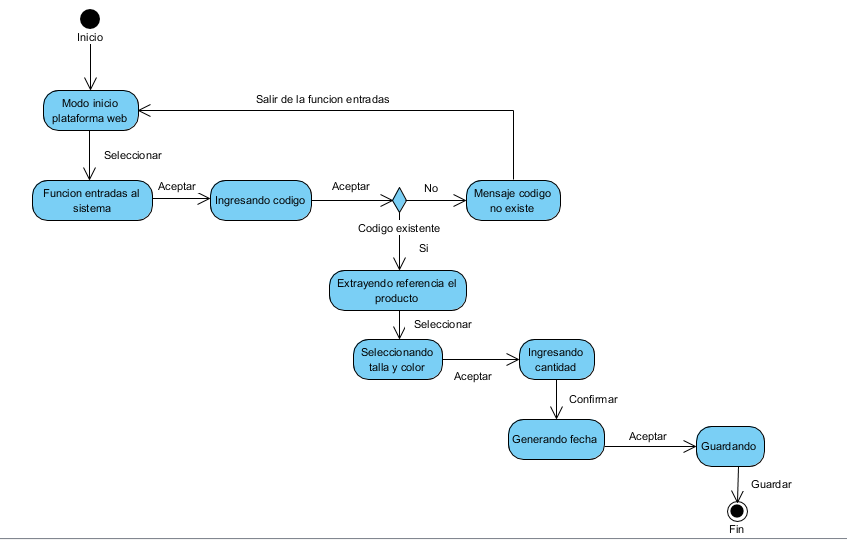 Inicio
Modo inicio
plataforma web
Salir de la funcion entradas
Seleccionar
Funcion entradas al
sistema
Aceptar
Ingresando codigo
Aceptar
No
Mensaje codigo
no existe
Codigo existente
Si
Extrayendo referencia el
producto
Seleccionar
Seleccionando
talla y color
Aceptar
Ingresando
cantidad
Confirmar
Generando fecha
Aceptar
Guardando
Guardar
Fin